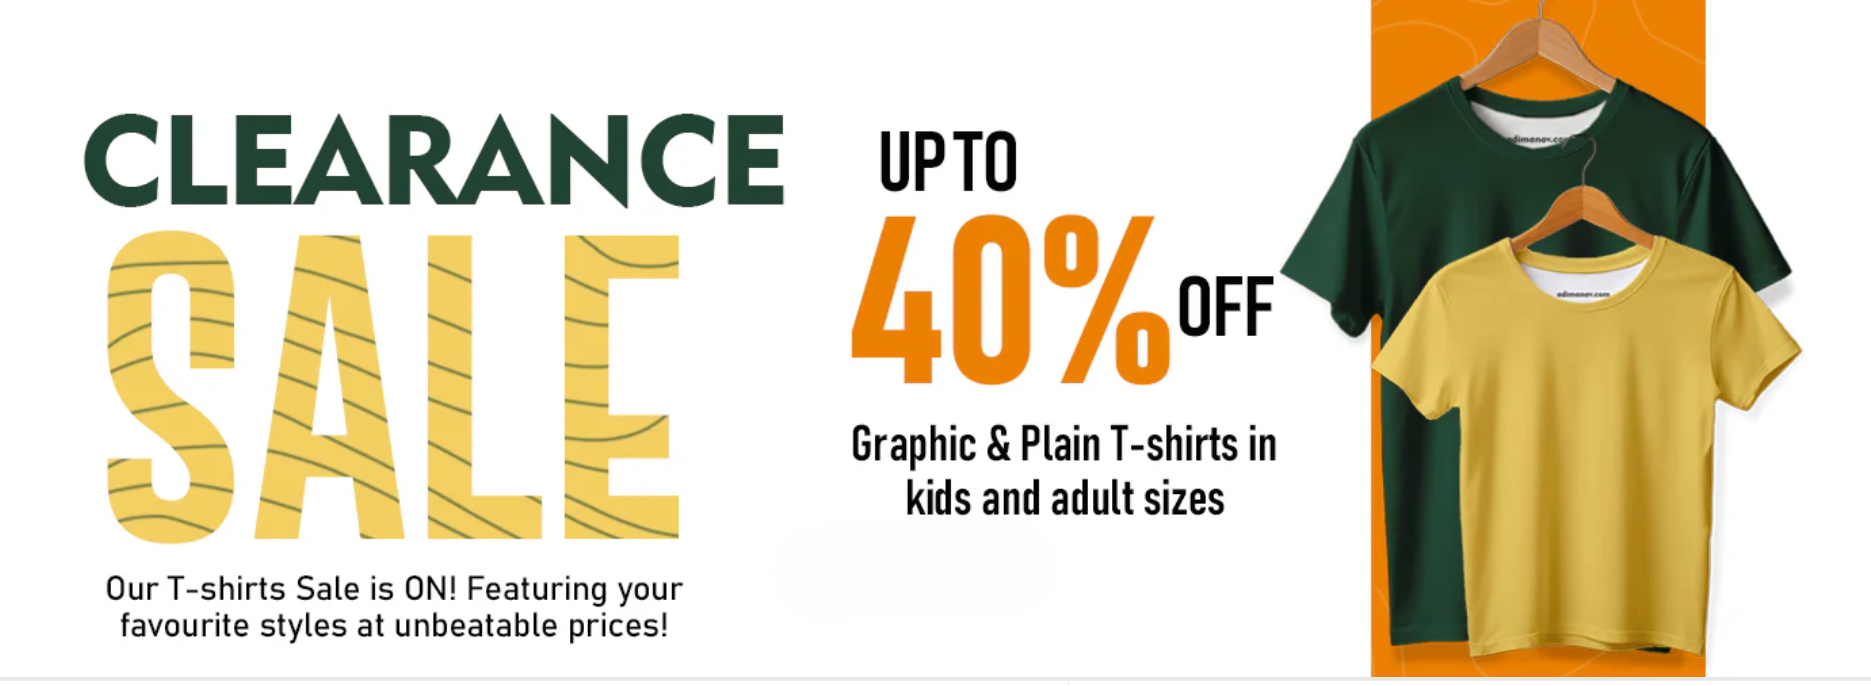 CLEARANCE
SALE
Our T-shirts Sale is ON! Featuring your
favourite styles at unbeatable prices!
UP TO
40% OFF
Graphic & Plain T-shirts in
kids and adult sizes